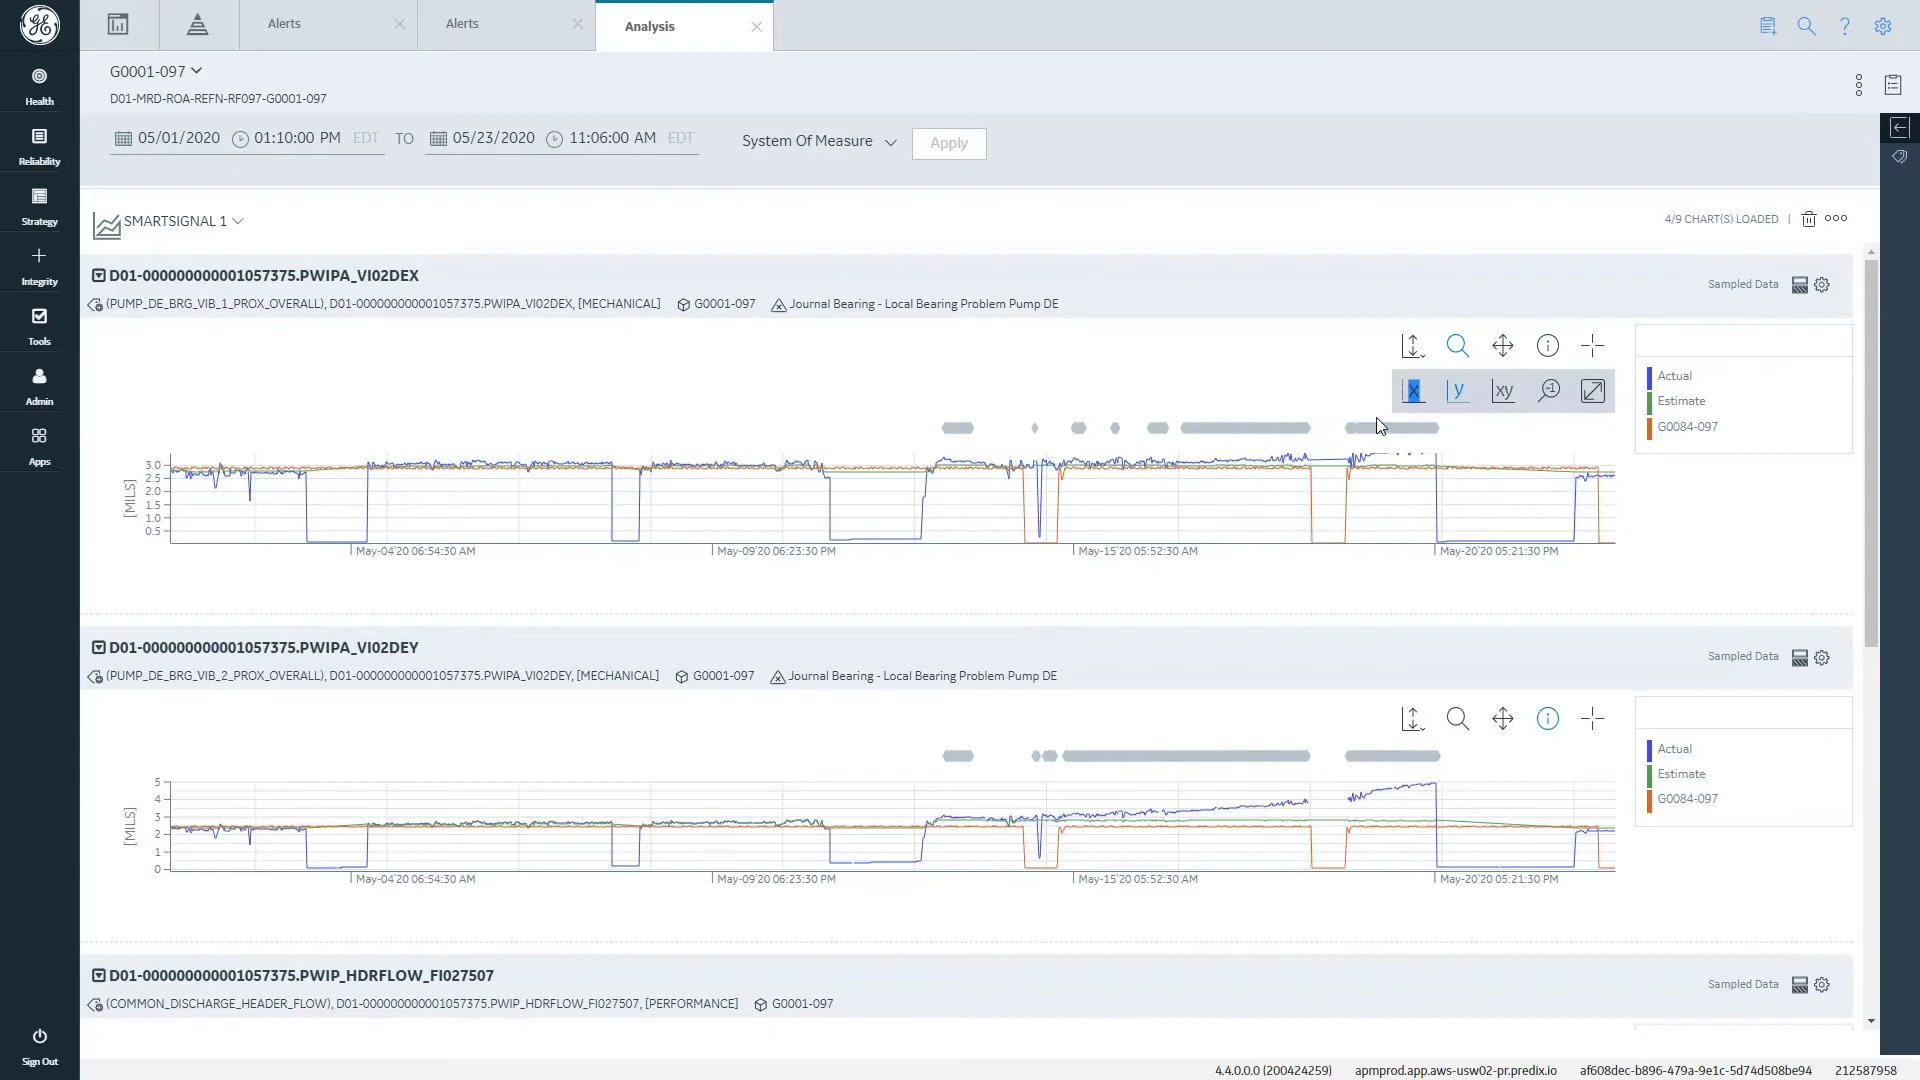 Alerts
Alerts
Analysis
Health
Reliability
Strategy
Integrity
Tools
Admin
Apps
Sign Out
G0001-097
D01-MRD-ROA-REFN-RF097-G0001-097
05/01/2020 01:10:00 PM EDT TO 05/23/2020 11:06:00 AM EDT System Of Measure Apply
SMARTSIGNAL 1
4/9 CHART(S) LOADED |
D01-000000000001057375.PWIPA_VI02DEX
(PUMP_DE_BRG_VIB_1_PROX_OVERALL), D01-000000000001057375.PWIPA_VI02DEX, [MECHANICAL] G0001-097 Journal Bearing - Local Bearing Problem Pump DE
Sampled Data
x y xy -1
Actual
Estimate
G0084-097
[MILS]
3.0
2.5
2.0
1.5
1.0
0.5
May-04'20 06:54:30 AM May-09'20 06:23:30 PM May-15'20 05:52:30 AM May-20'20 05:21:30 PM
D01-000000000001057375.PWIPA_VI02DEY
(PUMP_DE_BRG_VIB_2_PROX_OVERALL), D01-000000000001057375.PWIPA_VI02DEY, [MECHANICAL] G0001-097 Journal Bearing - Local Bearing Problem Pump DE
Sampled Data
Actual
Estimate
G0084-097
[MILS]
5
4
3
2
1
0
May-04'20 06:54:30 AM May-09'20 06:23:30 PM May-15'20 05:52:30 AM May-20'20 05:21:30 PM
D01-000000000001057375.PWIP_HDRFLOW_FI027507
(COMMON_DISCHARGE_HEADER_FLOW), D01-000000000001057375.PWIP_HDRFLOW_FI027507, [PERFORMANCE] G0001-097
Sampled Data
4.4.0.0.0 (200424259) apmprod.app.aws-usw02-pr.predix.io af608dec-b896-479a-9e1c-5d74d508be94 212587958